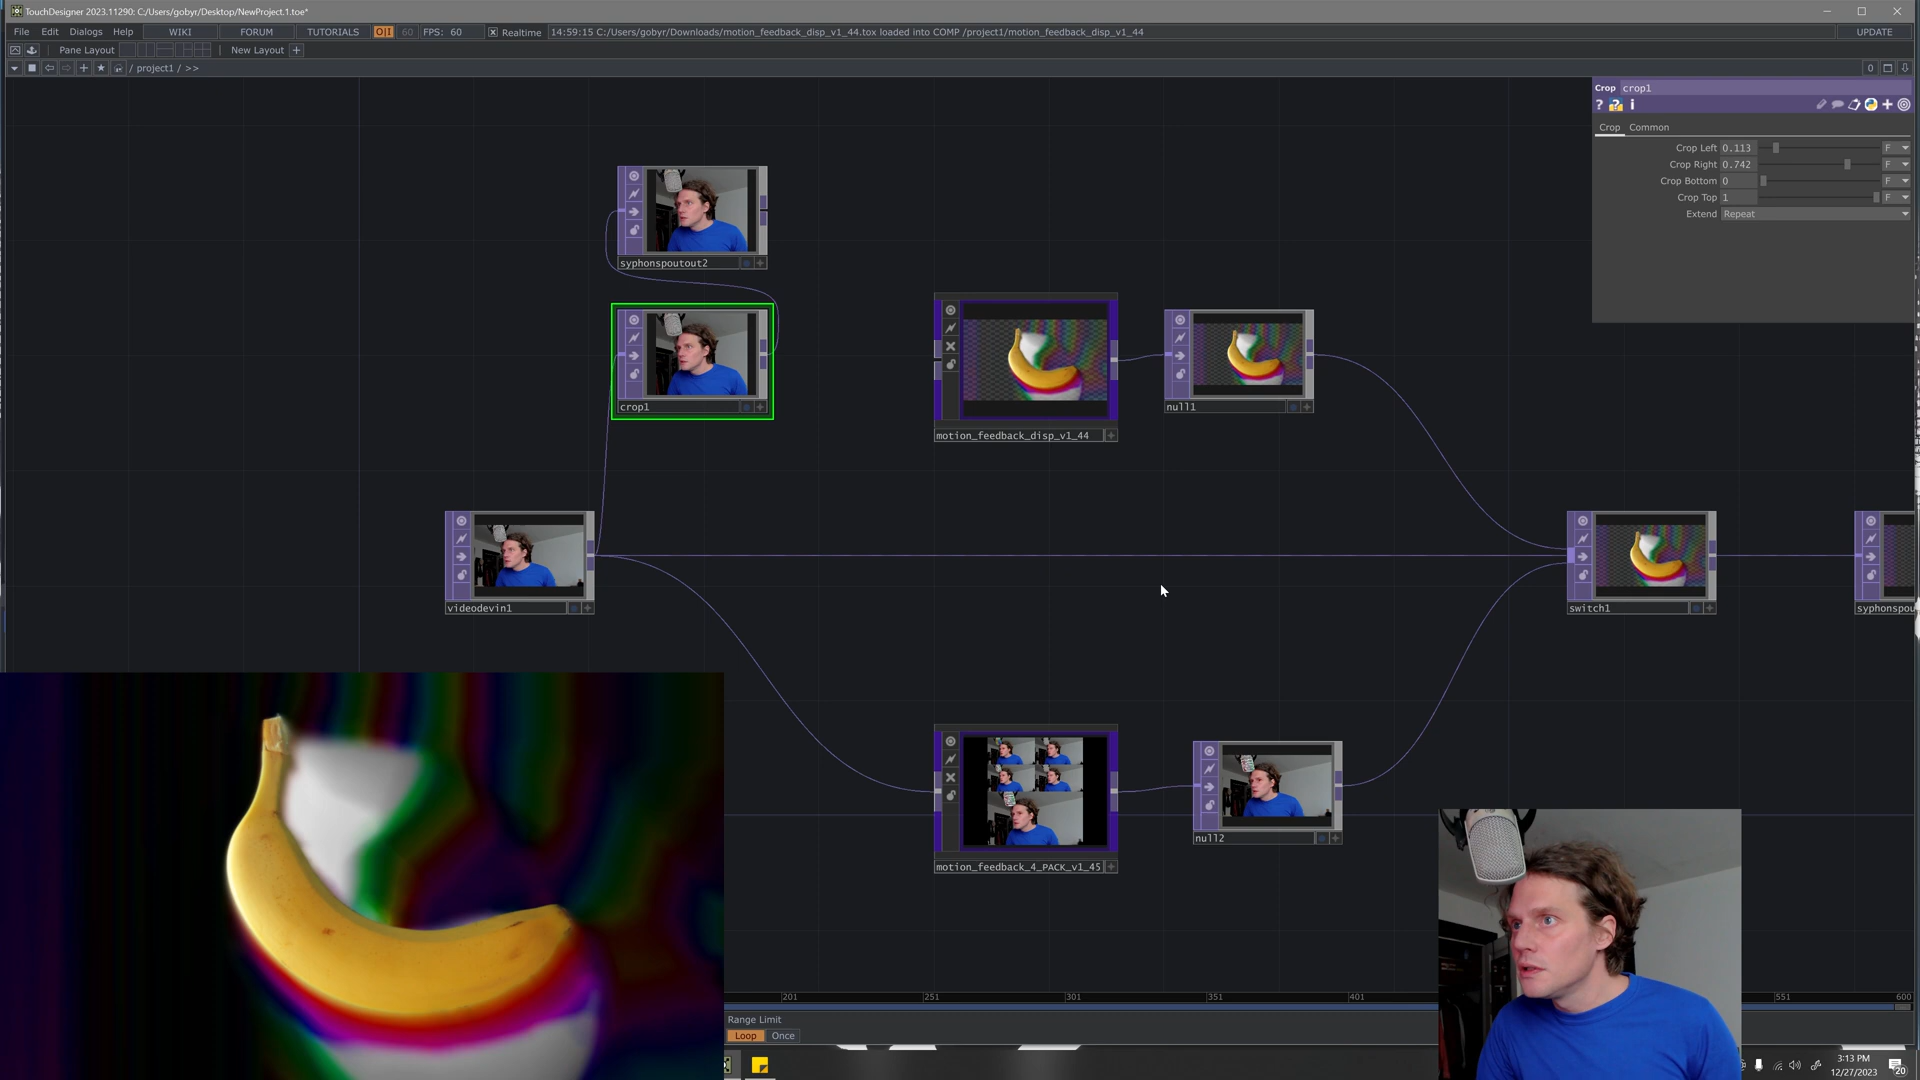 TouchDesigner 2023.11290: C:/Users/gobyr/Desktop/NewProject.1.toe*
File Edit Dialogs Help WIKI FORUM TUTORIALS O|I 60 FPS: 60 Realtime 14:59:15 C:/Users/gobyr/Downloads/motion_feedback_disp_v1_44.tox loaded into COMP /project1/motion_feedback_disp_v1_44 UPDATE
Pane Layout New Layout +
/ project1 / >> 0
Crop crop1
? ? i
Crop Common
Crop Left 0.113 F
Crop Right 0.742 F
Crop Bottom 0 F
Crop Top 1 F
Extend Repeat
syphonspoutout2
crop1
motion_feedback_disp_v1_44
null1
videodevin1
switch1
syphonspou
null2
motion_feedback_4_PACK_v1_45
201 251 301 351 401 551 600
Range Limit
Loop Once
3:13 PM
12/27/2023
20